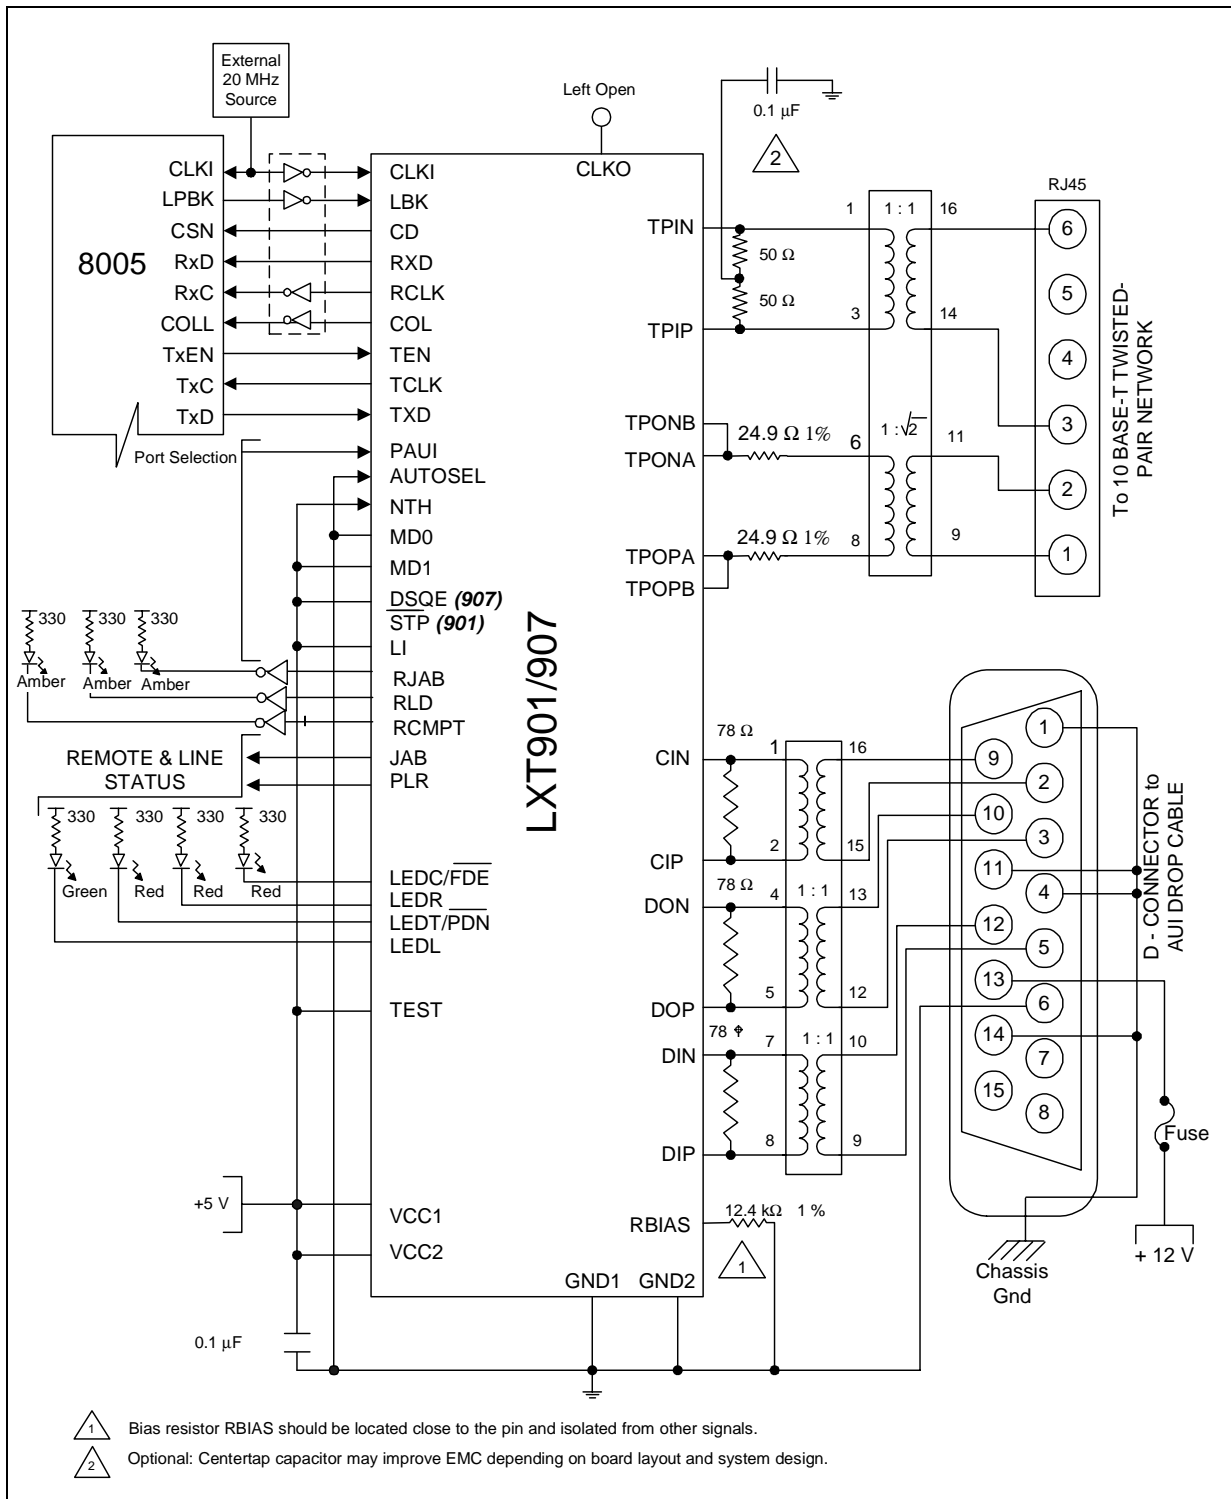 External
20 MHz
Source
Left Open
0.1 µF
2
8005
CLKI
LPBK
CSN
RxD
RxC
COLL
TxEN
TxC
TxD
Port Selection
CLKI
LBK
CD
RXD
RCLK
COL
TEN
TCLK
TXD
PAUI
AUTOSEL
NTH
MD0
MD1
DSQE (907)
STP (901)
LI
RJAB
RLD
RCMPT
JAB
PLR
LEDC/FDE
LEDR
LEDT/PDN
LEDL
TEST
VCC1
VCC2
CLKO
LXT901/907
GND1
GND2
TPIN
TPIP
TPONB
TPONA
TPOPA
TPOPB
CIN
CIP
DON
DOP
DIN
DIP
RBIAS
330
330
330
Amber
Amber
Amber
REMOTE & LINE
STATUS
330
330
330
330
Green
Red
Red
Red
+5 V
0.1 µF
50 Ω
50 Ω
24.9 Ω 1%
24.9 Ω 1%
1
1 : 1
16
3
14
6
1:√2
11
8
9
RJ45
6
5
4
3
2
1
To 10 BASE-T TWISTED-
PAIR NETWORK
78 Ω
1
16
2
15
78 Ω
4
1 : 1
13
5
12
78 ⌽
7
1 : 1
10
8
9
12.4 kΩ 1 %
1
1
9
2
10
3
11
4
12
5
13
6
14
7
15
8
D - CONNECTOR to
AUI DROP CABLE
Fuse
+ 12 V
Chassis
Gnd
1 Bias resistor RBIAS should be located close to the pin and isolated from other signals.
2 Optional: Centertap capacitor may improve EMC depending on board layout and system design.